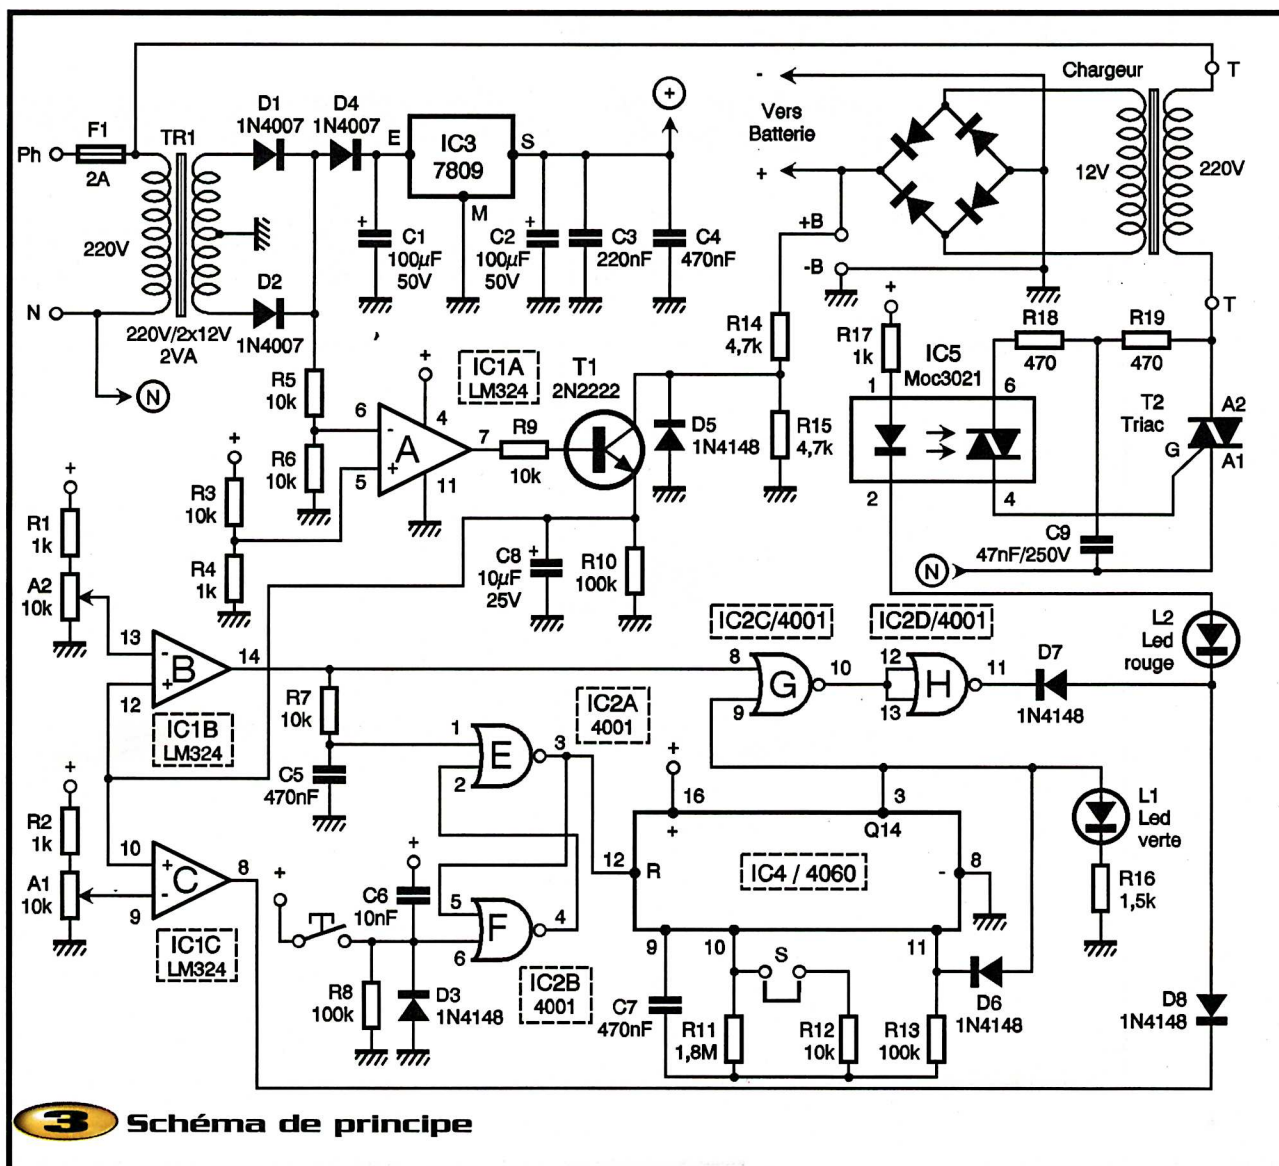 Chargeur
T
-
Vers
Batterie
+
12V
220V
+B
-B
T
Ph
F1
2A
TR1
220V
N
220V/2x12V
2VA
N
D1
1N4007
D4
1N4007
D2
1N4007
E
IC3
7809
S
M
+
+
C1
100µF
50V
+
C2
100µF
50V
C3
220nF
C4
470nF
R5
10k
R6
10k
+
R3
10k
R4
1k
+
4
IC1A
LM324
6
-
A
5
+
7
11
R9
10k
T1
2N2222
D5
1N4148
R14
4,7k
R15
4,7k
+
R17
1k
1
IC5
Moc3021
6
2
4
R18
470
R19
470
T2
Triac
A2
G
A1
C9
47nF/250V
N
+
R1
1k
A2
10k
13
-
B
+
12
14
IC1B
LM324
C8
+
10µF
25V
R10
100k
IC2C/4001
IC2D/4001
8
G
9
10
12
H
13
11
D7
1N4148
L2
Led
rouge
R7
10k
C5
470nF
IC2A
4001
1
E
2
3
+
R2
1k
A1
10k
10
+
C
-
9
8
IC1C
LM324
+
+
C6
10nF
R8
100k
D3
1N4148
5
F
6
4
IC2B
4001
+
16
+
3
Q14
12
R
IC4 / 4060
-
8
9
10
11
S
C7
470nF
R11
1,8M
R12
10k
R13
100k
D6
1N4148
L1
Led
verte
R16
1,5k
D8
1N4148
3 Schéma de principe